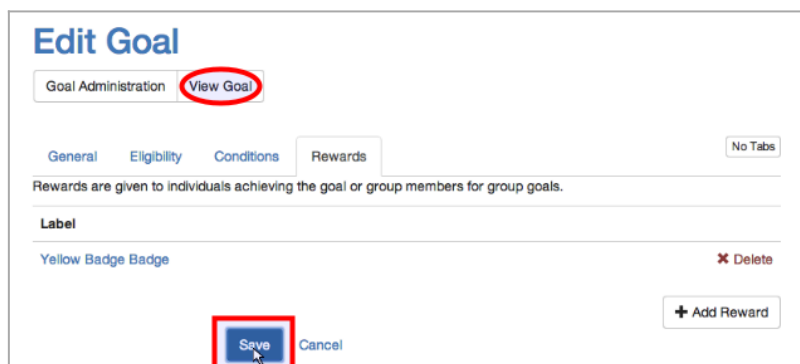 Edit Goal
Goal Administration View Goal
General Eligibility Conditions Rewards No Tabs
Rewards are given to individuals achieving the goal or group members for group goals.
Label
Yellow Badge Badge ✖ Delete
+ Add Reward
Save Cancel